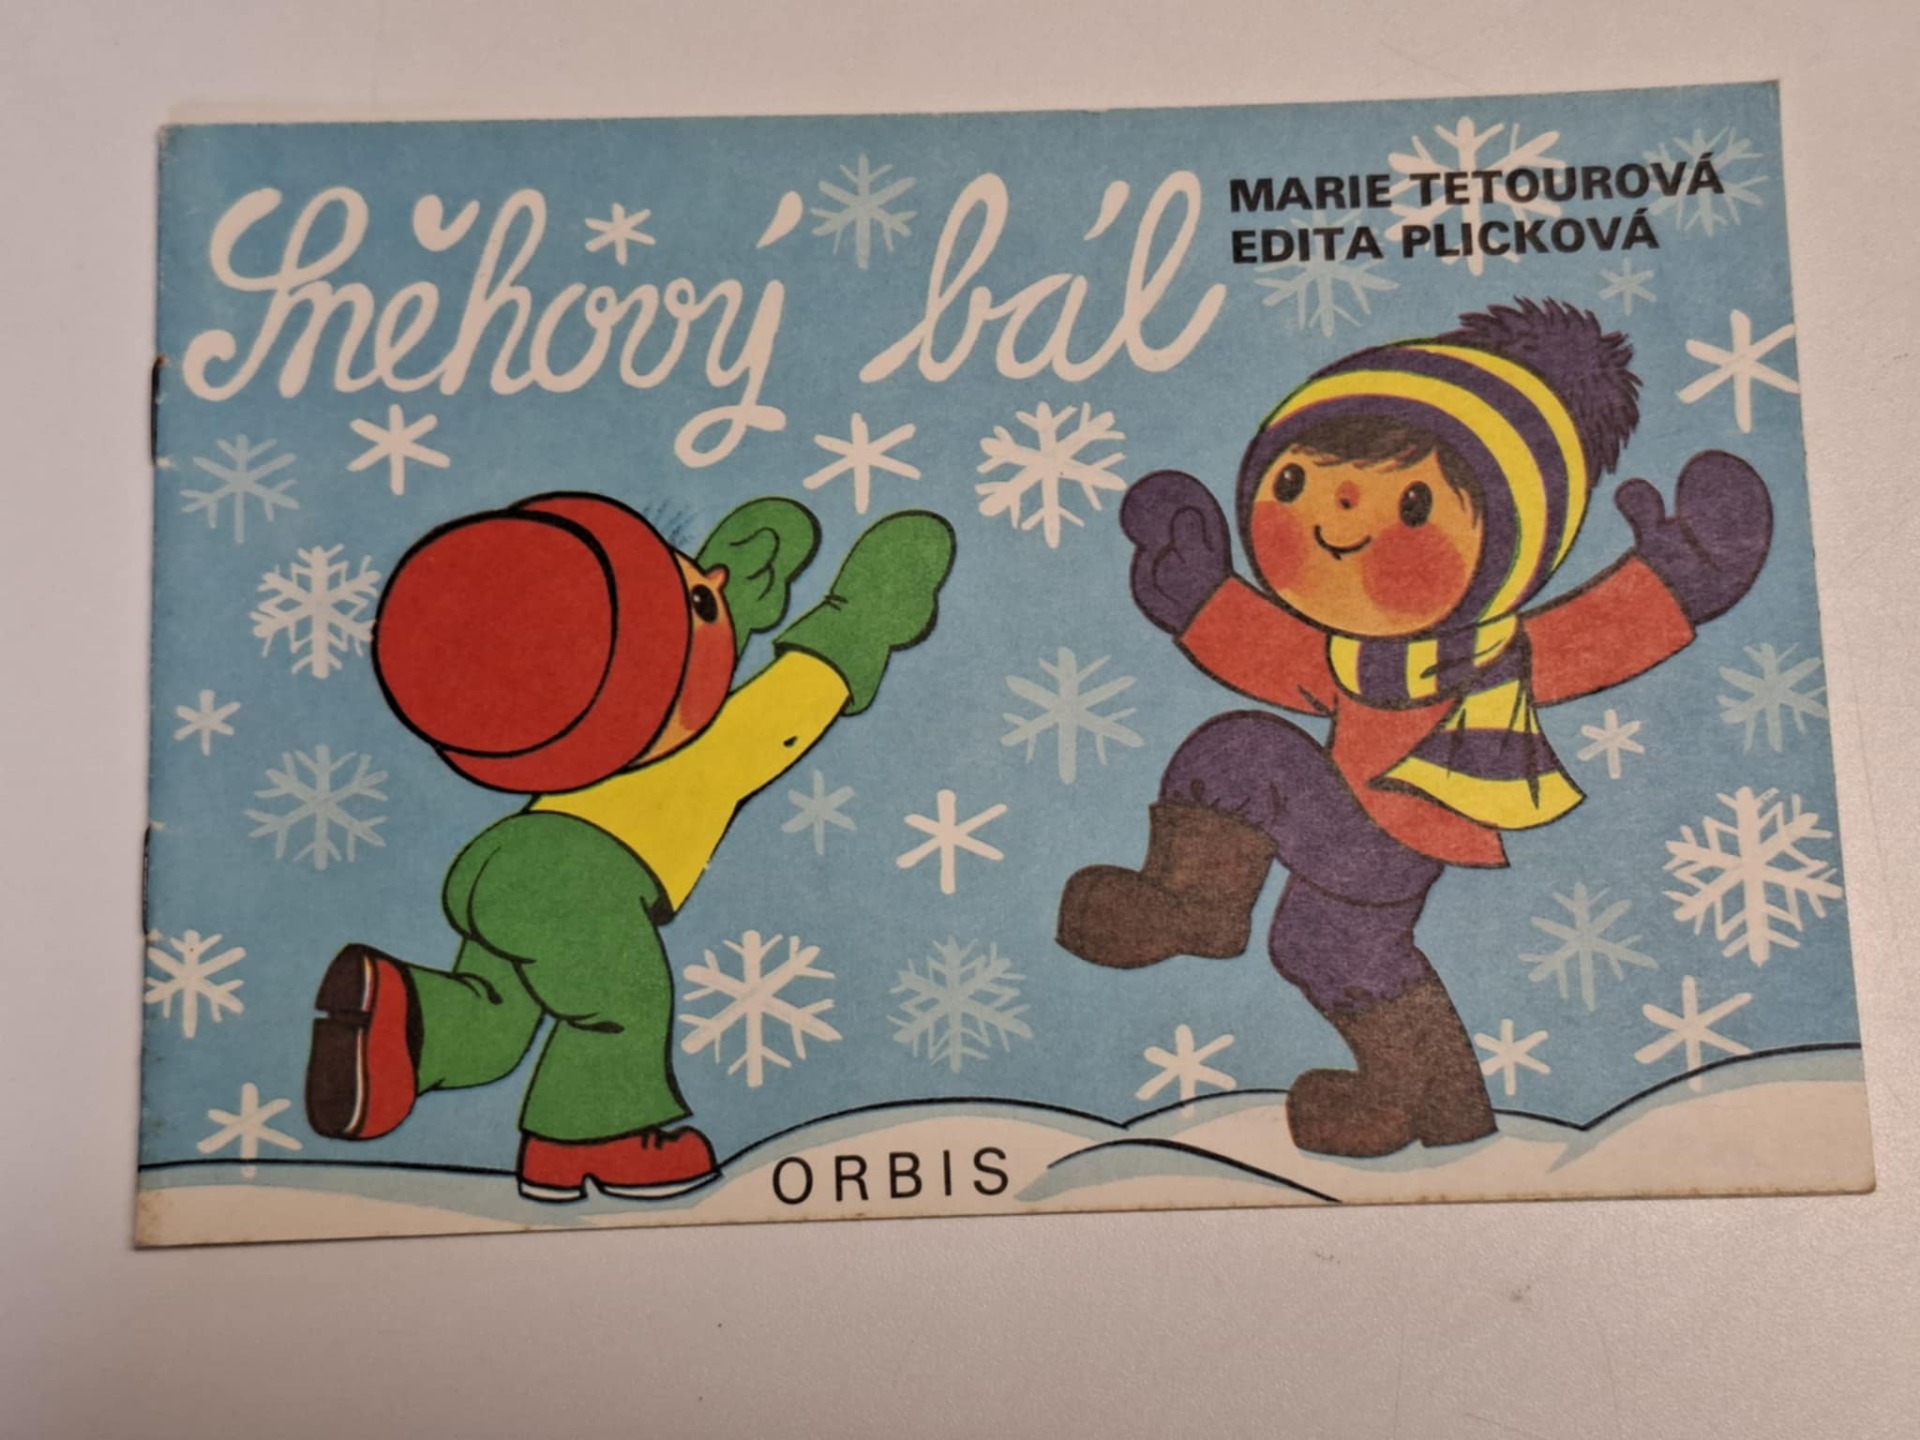 Sněhový bál
MARIE TETOUROVÁ
EDITA PLICKOVÁ
ORBIS